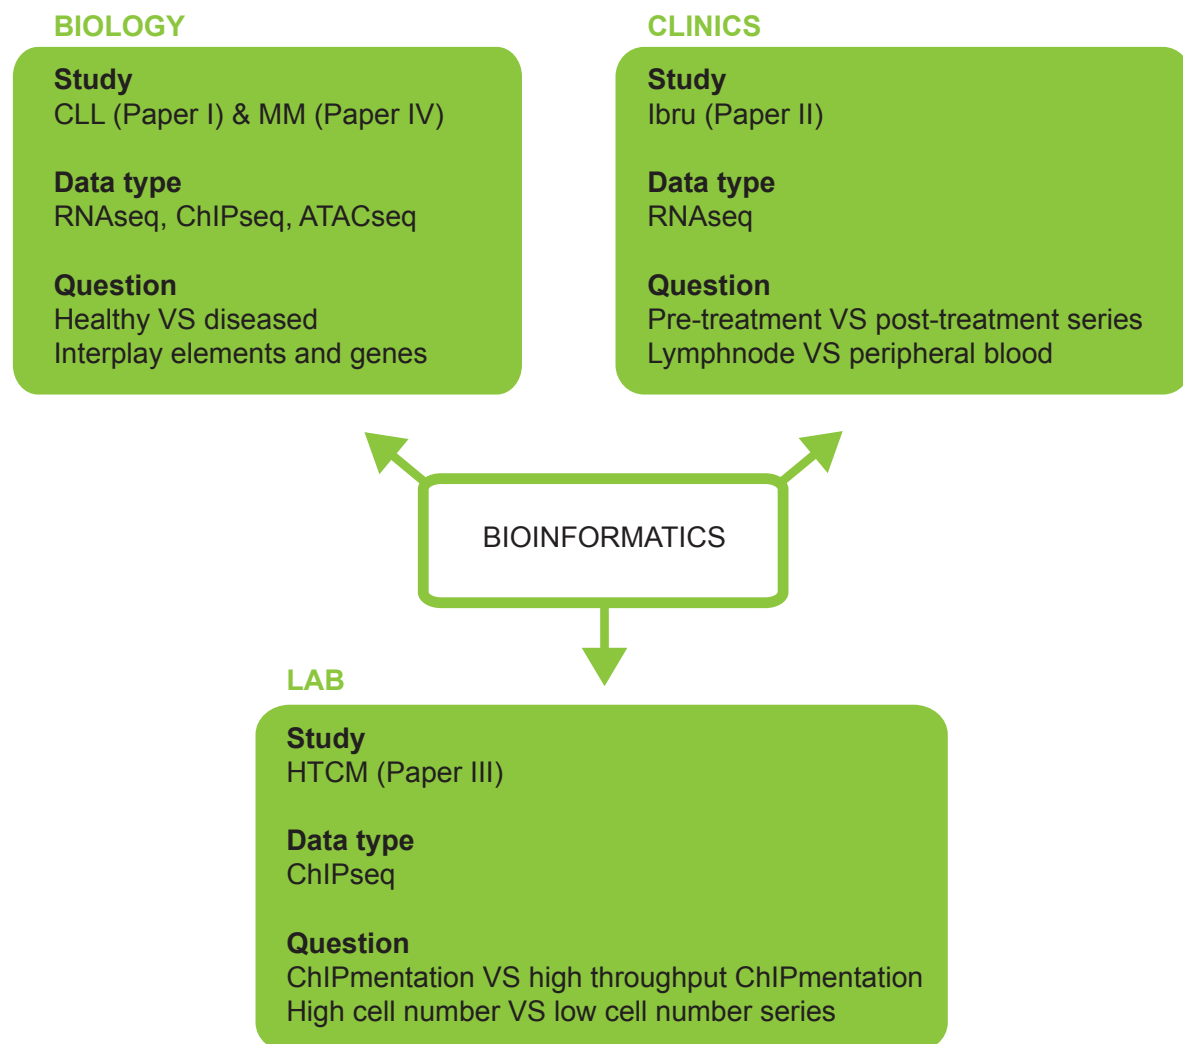 BIOLOGY
Study
CLL (Paper I) & MM (Paper IV)
Data type
RNAseq, ChIPseq, ATACseq
Question
Healthy VS diseased
Interplay elements and genes
CLINICS
Study
Ibru (Paper II)
Data type
RNAseq
Question
Pre-treatment VS post-treatment series
Lymphnode VS peripheral blood
BIOINFORMATICS
LAB
Study
HTCM (Paper III)
Data type
ChIPseq
Question
ChIPmentation VS high throughput ChIPmentation
High cell number VS low cell number series